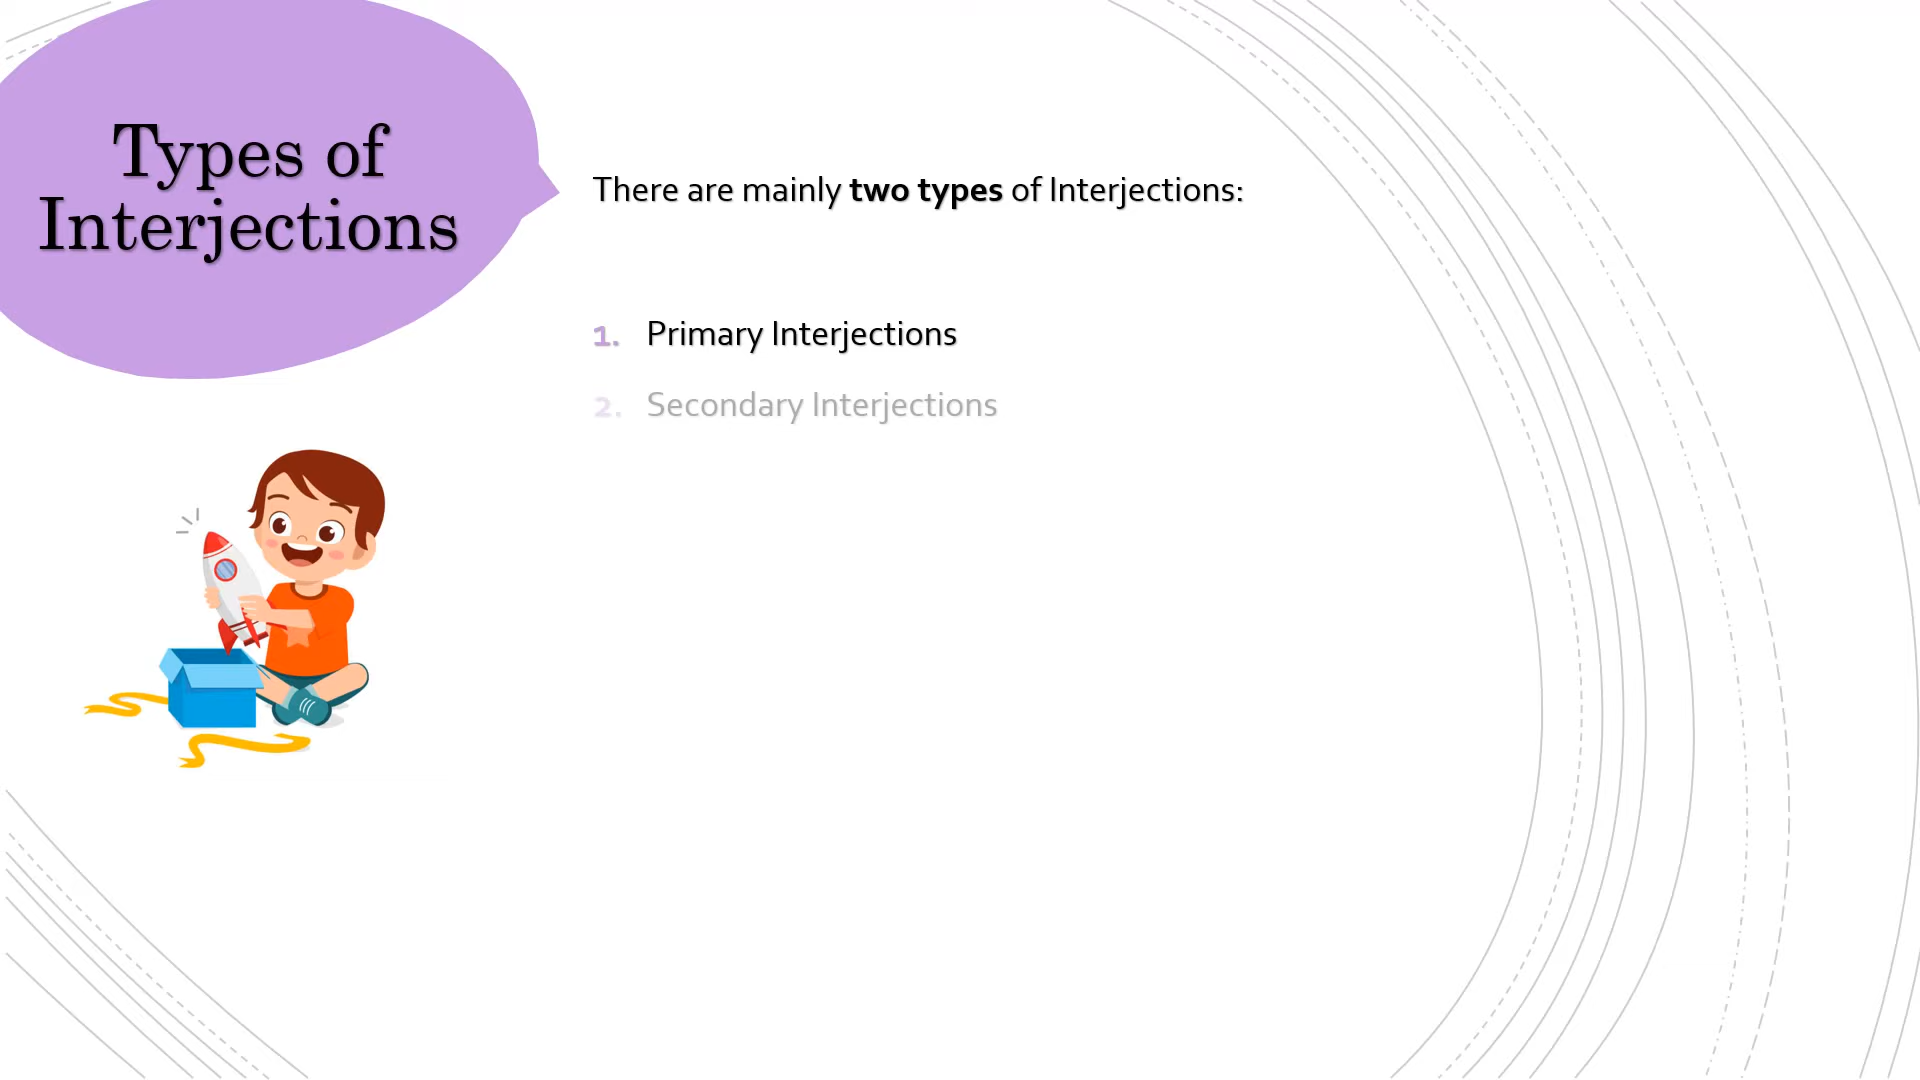 Types of
Interjections
There are mainly two types of Interjections:
1. Primary Interjections
2. Secondary Interjections